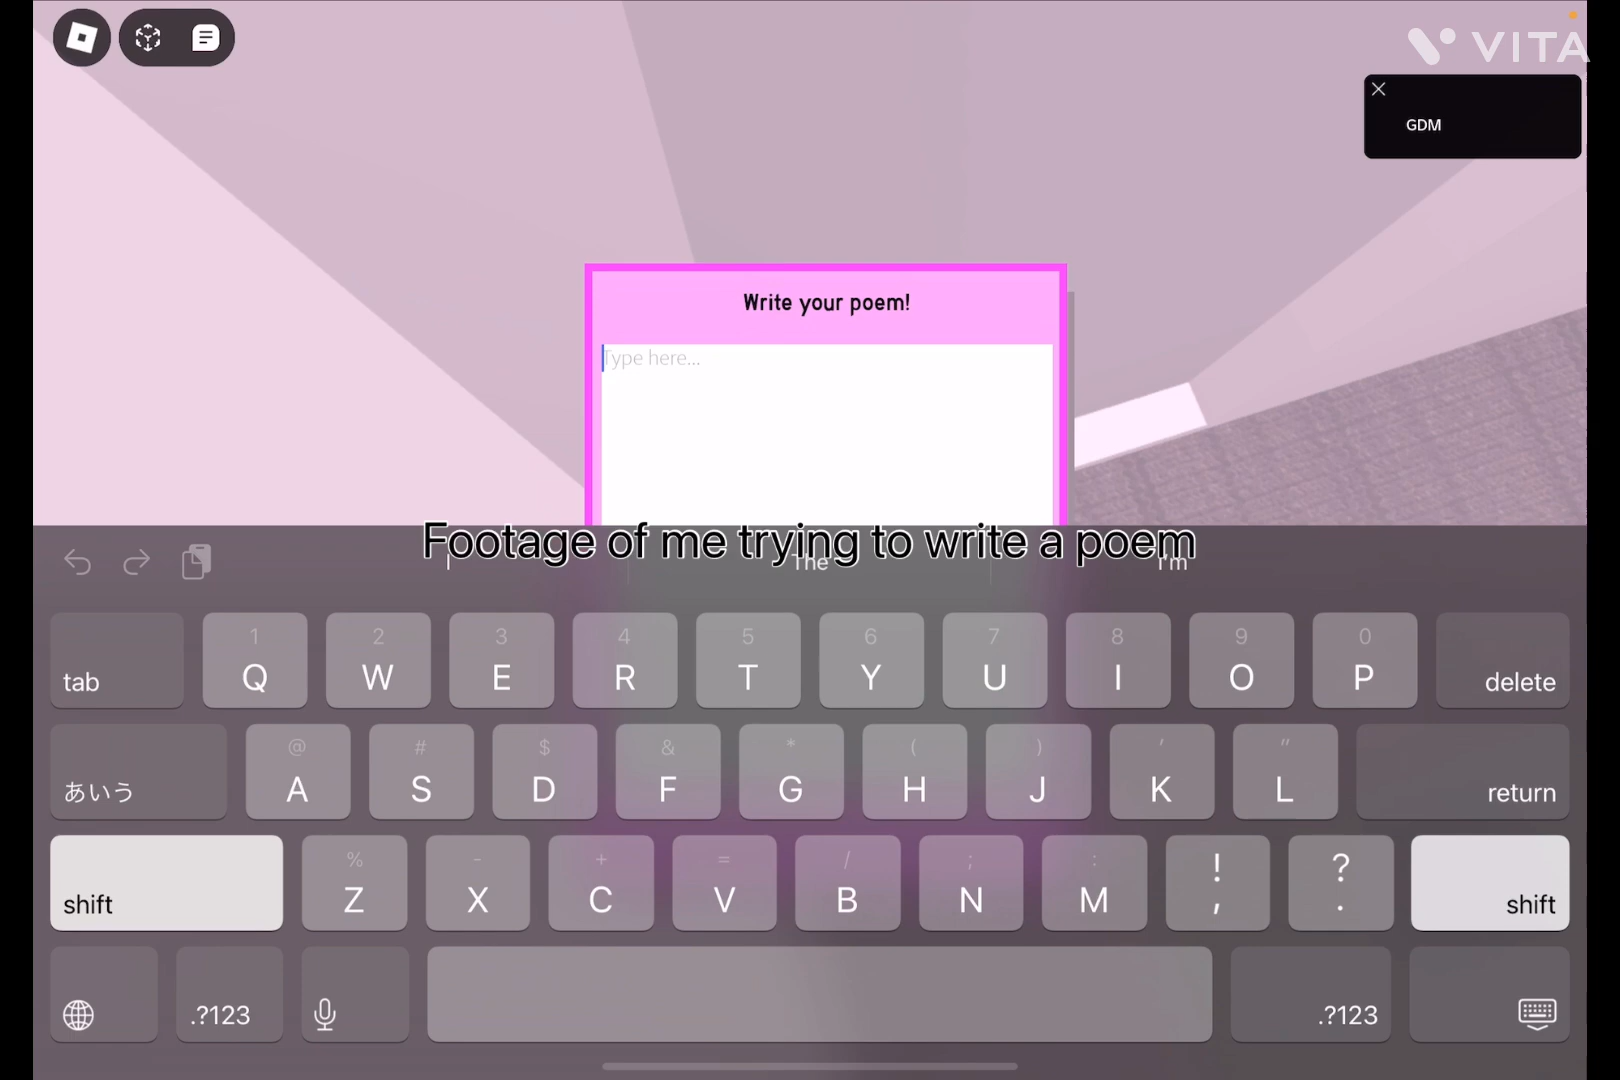 VITA
GDM
Write your poem!
Type here...
Footage of me trying to write a poem
I The I'm
tab 1 Q 2 W 3 E 4 R 5 T 6 Y 7 U 8 I 9 O 0 P delete
あいう @ A # S $ D & F * G ( H ) J ' K " L return
shift % Z - X + C = V / B ; N : M ! , ? . shift
.?123 .?123